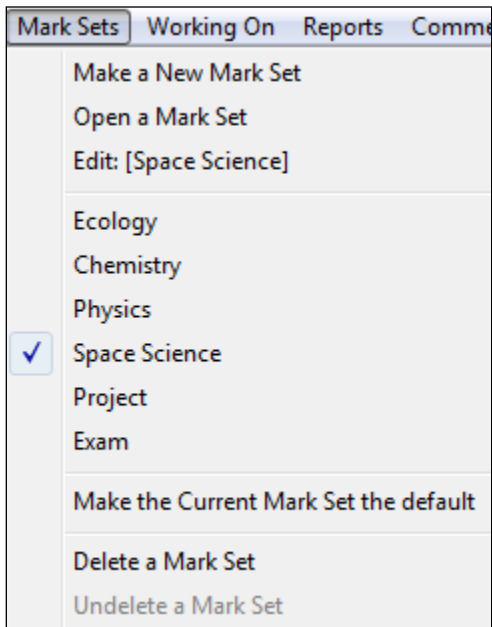 Mark Sets Working On Reports
Make a New Mark Set
Open a Mark Set
Edit: [Space Science]
Ecology
Chemistry
Physics
Space Science
Project
Exam
Make the Current Mark Set the default
Delete a Mark Set
Undelete a Mark Set